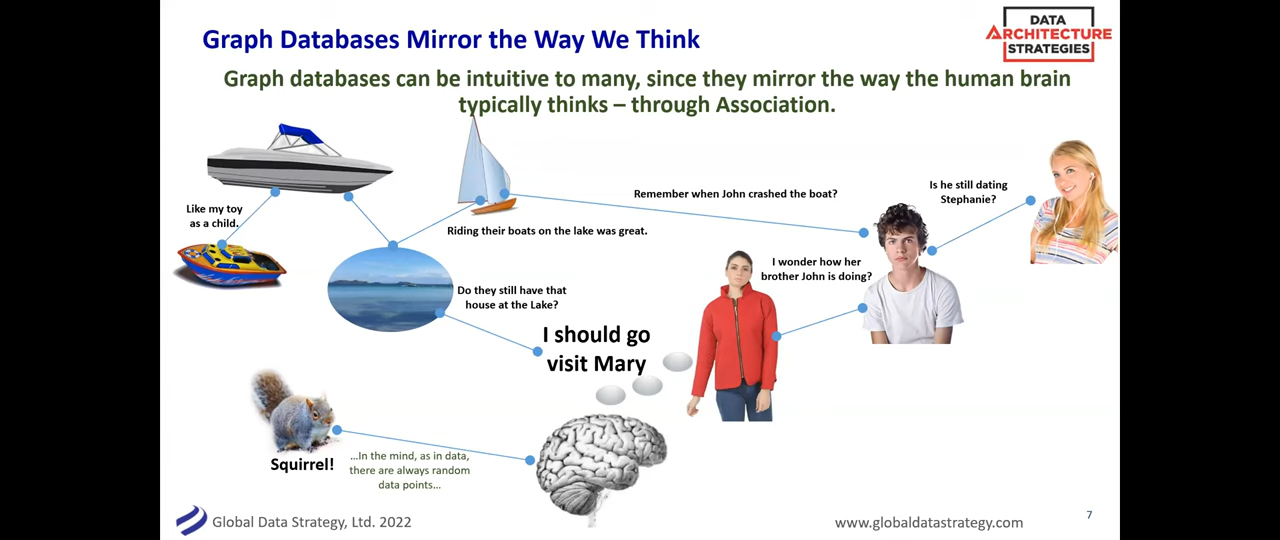 Graph Databases Mirror the Way We Think
DATA
ARCHITECTURE
STRATEGIES
Graph databases can be intuitive to many, since they mirror the way the human brain
typically thinks – through Association.
Like my toy
as a child.
Riding their boats on the lake was great.
Remember when John crashed the boat?
Is he still dating
Stephanie?
I wonder how her
brother John is doing?
Do they still have that
house at the Lake?
I should go
visit Mary
Squirrel!
...In the mind, as in data,
there are always random
data points...
Global Data Strategy, Ltd. 2022
www.globaldatastrategy.com
7